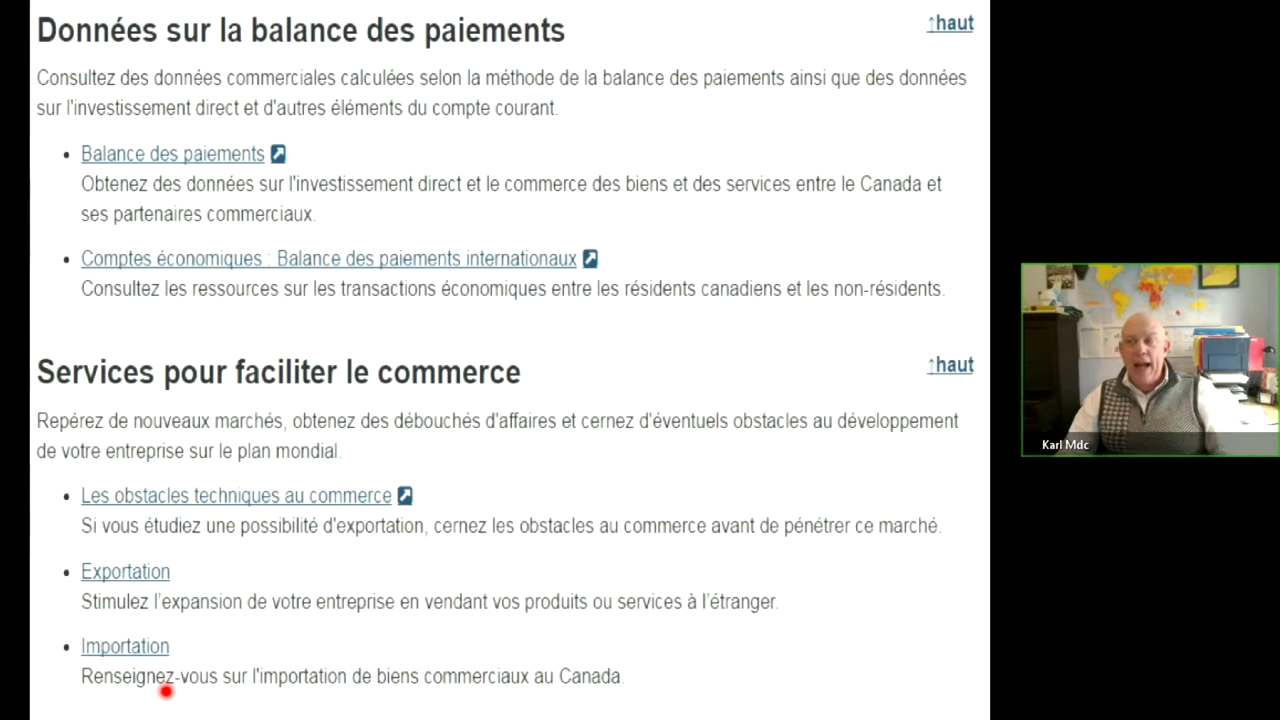 Données sur la balance des paiements
↑haut
Consultez des données commerciales calculées selon la méthode de la balance des paiements ainsi que des données
sur l'investissement direct et d'autres éléments du compte courant.
• Balance des paiements
Obtenez des données sur l'investissement direct et le commerce des biens et des services entre le Canada et
ses partenaires commerciaux.
• Comptes économiques : Balance des paiements internationaux
Consultez les ressources sur les transactions économiques entre les résidents canadiens et les non-résidents.
Services pour faciliter le commerce
↑haut
Repérez de nouveaux marchés, obtenez des débouchés d'affaires et cernez d'éventuels obstacles au développement
de votre entreprise sur le plan mondial.
• Les obstacles techniques au commerce
Si vous étudiez une possibilité d'exportation, cernez les obstacles au commerce avant de pénétrer ce marché.
• Exportation
Stimulez l’expansion de votre entreprise en vendant vos produits ou services à l’étranger.
• Importation
Renseignez-vous sur l'importation de biens commerciaux au Canada.
Karl Mdc